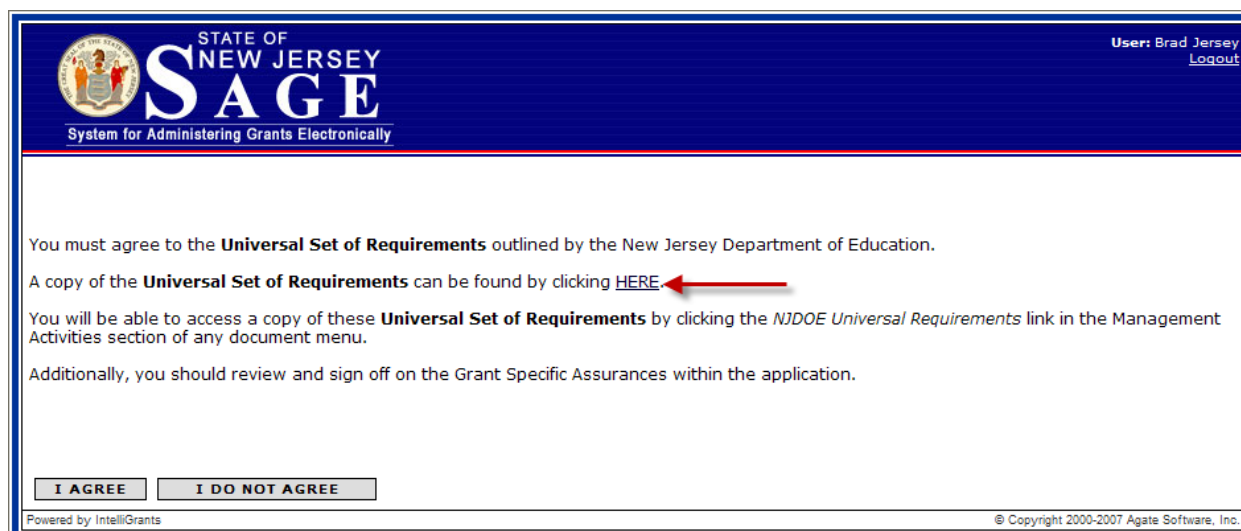 STATE OF
NEW JERSEY
SAGE
System for Administering Grants Electronically
User: Brad Jersey
Logout
You must agree to the Universal Set of Requirements outlined by the New Jersey Department of Education.
A copy of the Universal Set of Requirements can be found by clicking HERE.
You will be able to access a copy of these Universal Set of Requirements by clicking the NJDOE Universal Requirements link in the Management
Activities section of any document menu.
Additionally, you should review and sign off on the Grant Specific Assurances within the application.
I AGREE
I DO NOT AGREE
Powered by IntelliGrants
© Copyright 2000-2007 Agate Software, Inc.